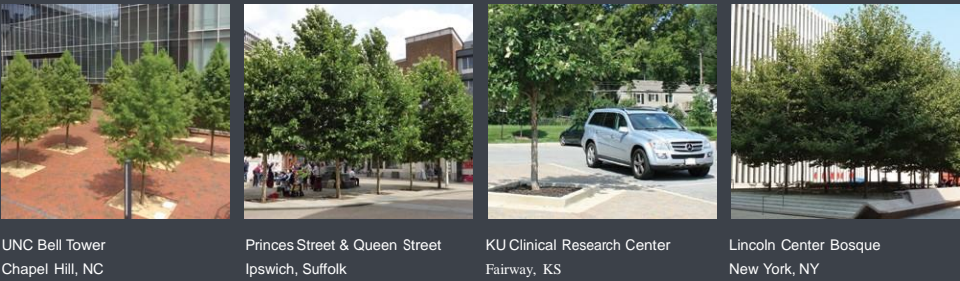 UNC Bell Tower
Chapel Hill, NC
Princes Street & Queen Street
Ipswich, Suffolk
KU Clinical Research Center
Fairway, KS
Lincoln Center Bosque
New York, NY